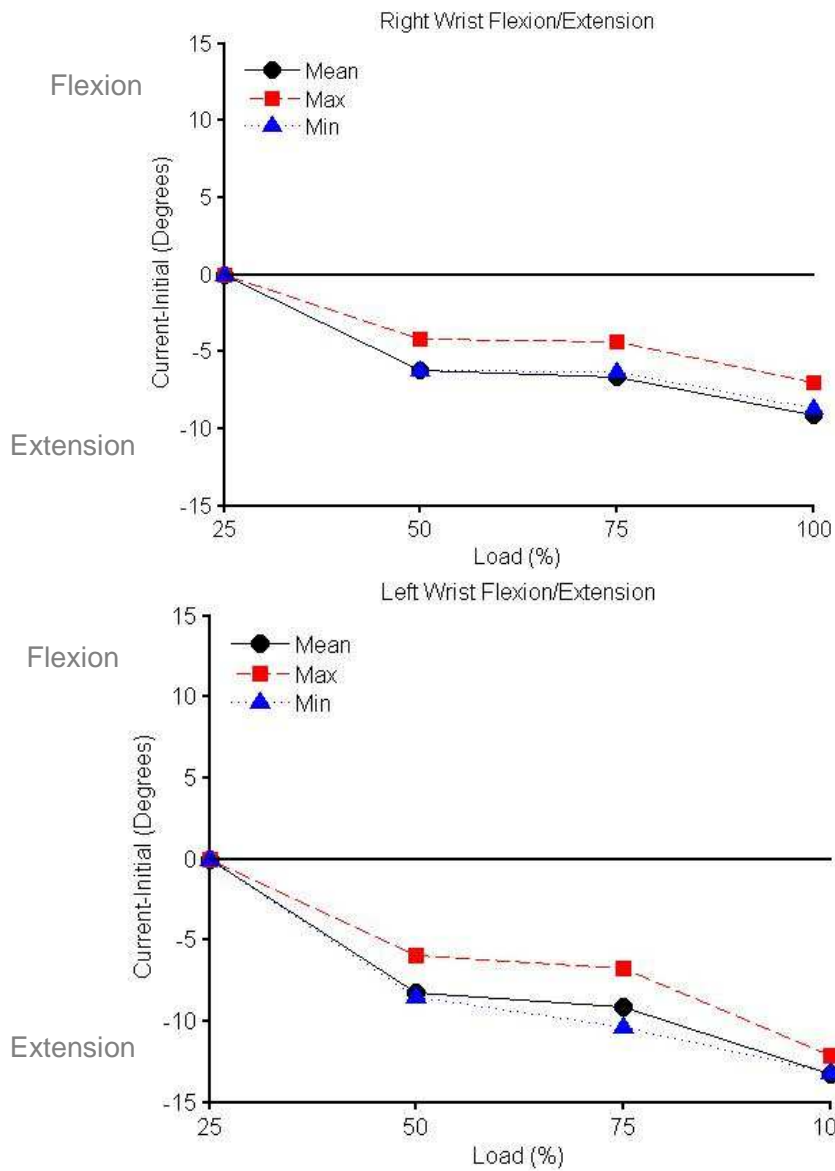 Right Wrist Flexion/Extension
15
Flexion
Mean
Max
10
Min
Current-Initial (Degrees)
5
0
-5
-10
Extension
-15
25
50
75
100
Load (%)
Left Wrist Flexion/Extension
15
Flexion
Mean
Max
10
Min
Current-Initial (Degrees)
5
0
-5
-10
Extension
-15
25
50
75
10
Load (%)